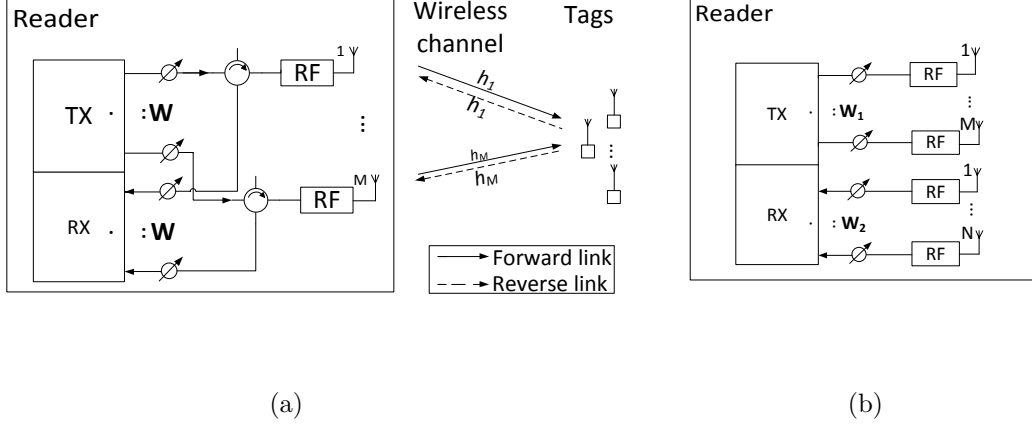 Reader
TX
: W
RX
: W
RF
1
⋮
RF
M
Wireless
channel
Tags
h1
h1
hM
hM
⋮
Forward link
Reverse link
(a)
Reader
TX
: W1
RX
: W2
RF
1
⋮
RF
M
RF
1
⋮
RF
N
(b)